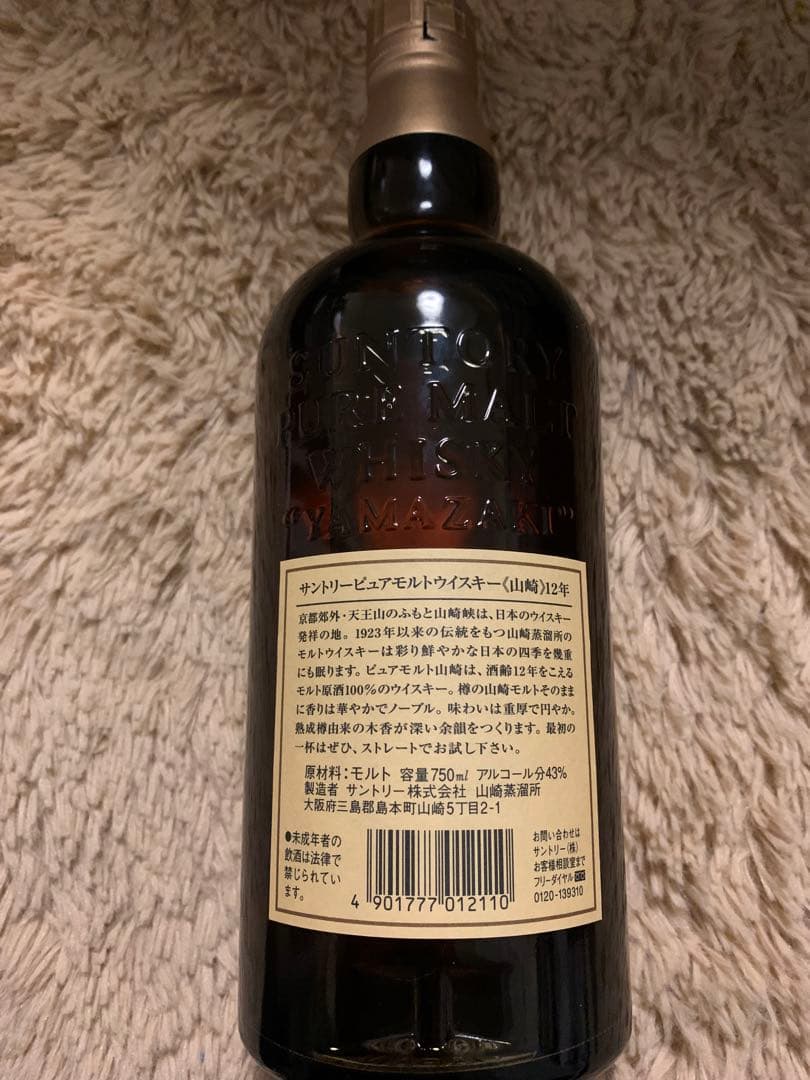 SUNTORY
PURE MALT
WHISKY
“YAMAZAKI”
サントリーピュアモルトウイスキー《山崎》12年
京都郊外・天王山のふもと山崎峡は、日本のウイスキー
発祥の地。1923年以来の伝統をもつ山崎蒸溜所の
モルトウイスキーは彩り鮮やかな日本の四季を幾重
にも眠ります。ピュアモルト山崎は、酒齢12年をこえる
モルト原酒100%のウイスキー。樽の山崎モルトそのまま
に香りは華やかでノーブル。味わいは重厚で円やか。
熟成樽由来の木香が深い余韻をつくります。最初の
一杯はぜひ、ストレートでお試し下さい。
原材料：モルト 容量750ml アルコール分43%
製造者 サントリー株式会社 山崎蒸溜所
大阪府三島郡島本町山崎5丁目2-1
●未成年者の
飲酒は法律で
禁じられてい
ます。
4 901777 012110
お問い合わせは
サントリー(株)
お客様相談室まで
フリーダイヤル
0120-139310